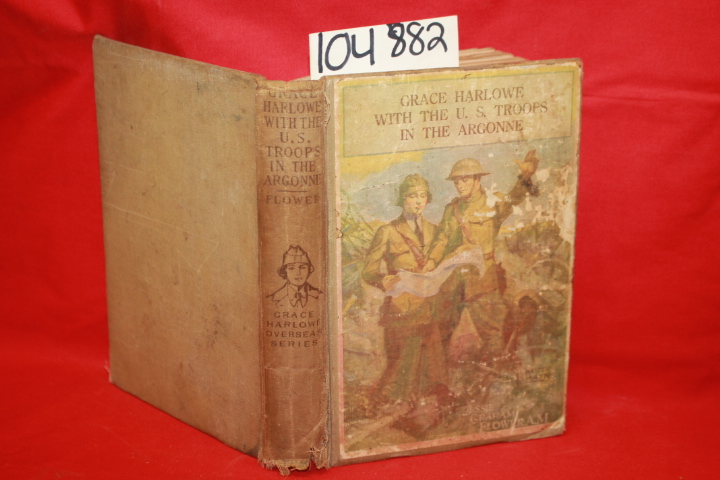 104 882
GRACE HARLOWE
WITH THE U. S. TROOPS
IN THE ARGONNE
GRACE
HARLOWE
WITH THE
U. S.
TROOPS
IN THE
ARGONNE
FLOWER
GRACE
HARLOWE
OVERSEAS
SERIES